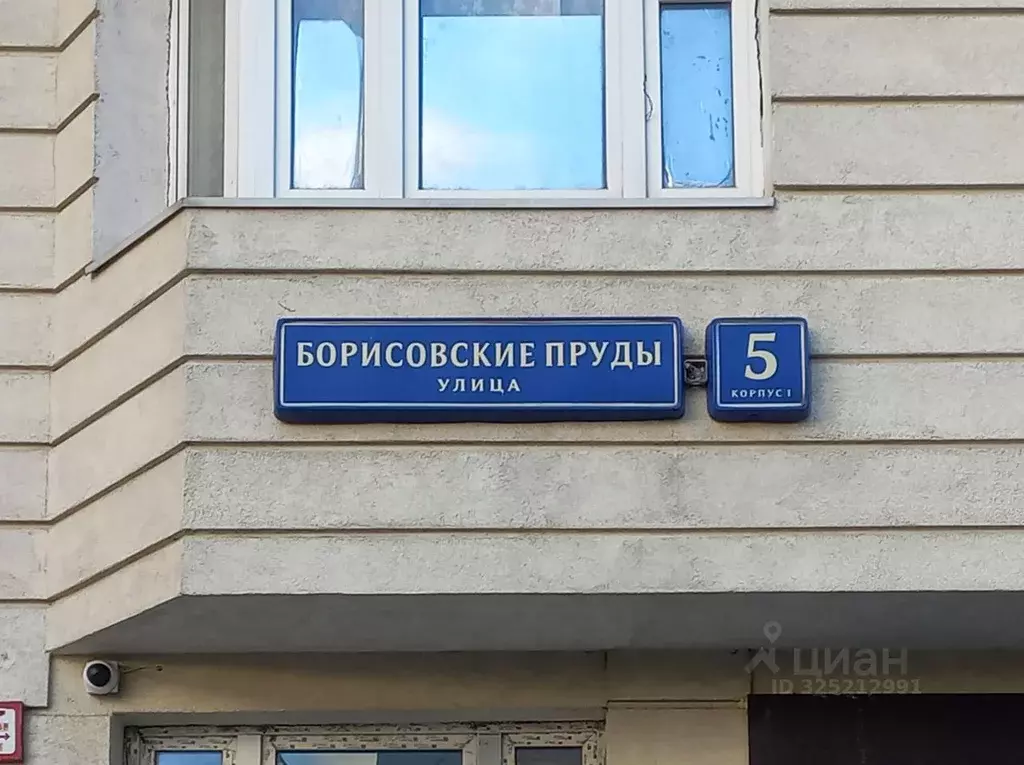 БОРИСОВСКИЕ ПРУДЫ
УЛИЦА
5
КОРПУС 1
циан
ID 325212991